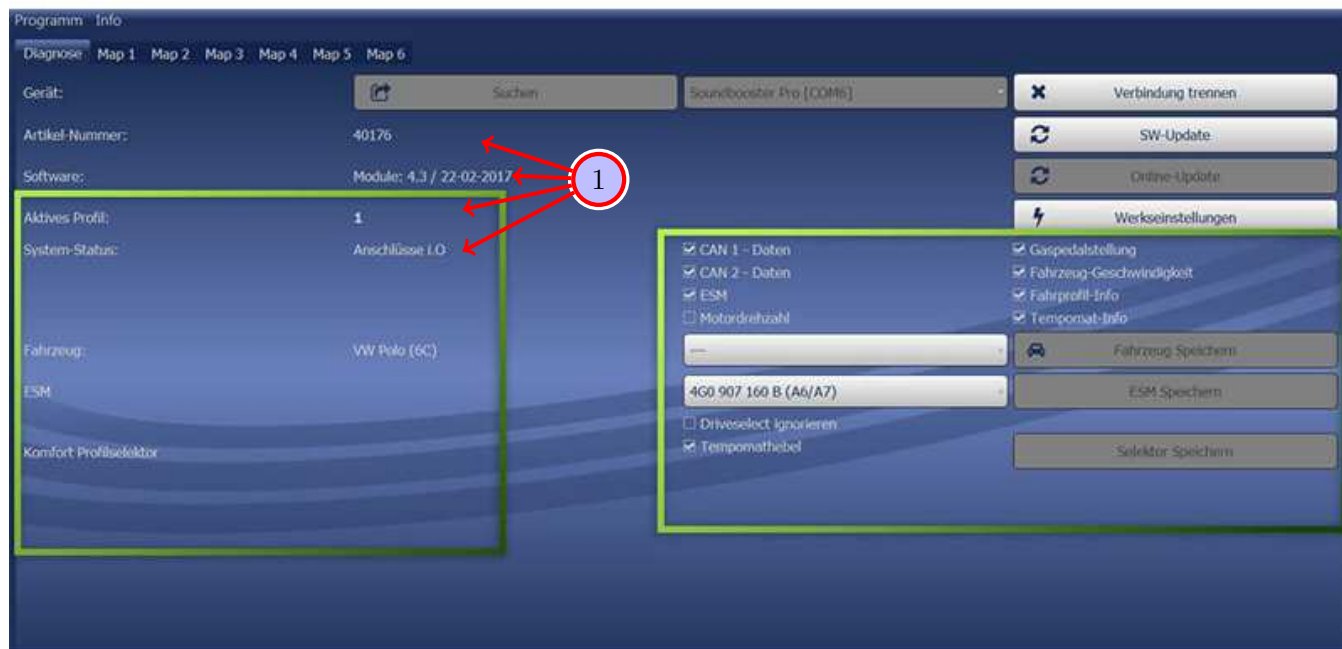 Programm Info
Diagnose Map 1 Map 2 Map 3 Map 4 Map 5 Map 6
Gerät: Suchen Soundbooster Pro [COM6] Verbindung trennen
Artikel-Nummer: 40176 SW-Update
Software: Module: 4.3 / 22-02-2017 1 Online-Update
Aktives Profil: 1 Werkseinstellungen
System-Status: Anschlüsse i.O CAN 1 - Daten Gaspedalstellung
CAN 2 - Daten Fahrzeug-Geschwindigkeit
ESM Fahrprofil-Info
Motordrehzahl Tempomat-Info
Fahrzeug: VW Polo (6C) --- Fahrzeug Speichern
ESM 4G0 907 160 B (A6/A7) ESM Speichern
Driveselect ignorieren
Komfort Profilselektor Tempomathebel Selektor Speichern